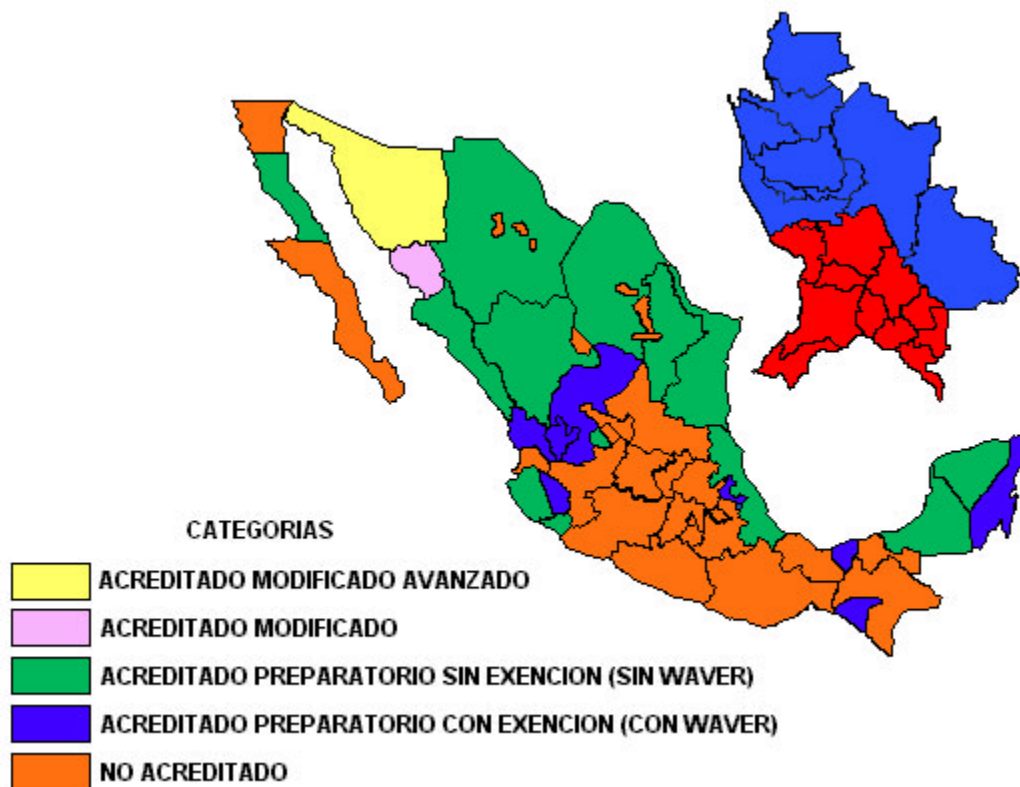 CATEGORIAS
ACREDITADO MODIFICADO AVANZADO
ACREDITADO MODIFICADO
ACREDITADO PREPARATORIO SIN EXENCION (SIN WAVER)
ACREDITADO PREPARATORIO CON EXENCION (CON WAVER)
NO ACREDITADO